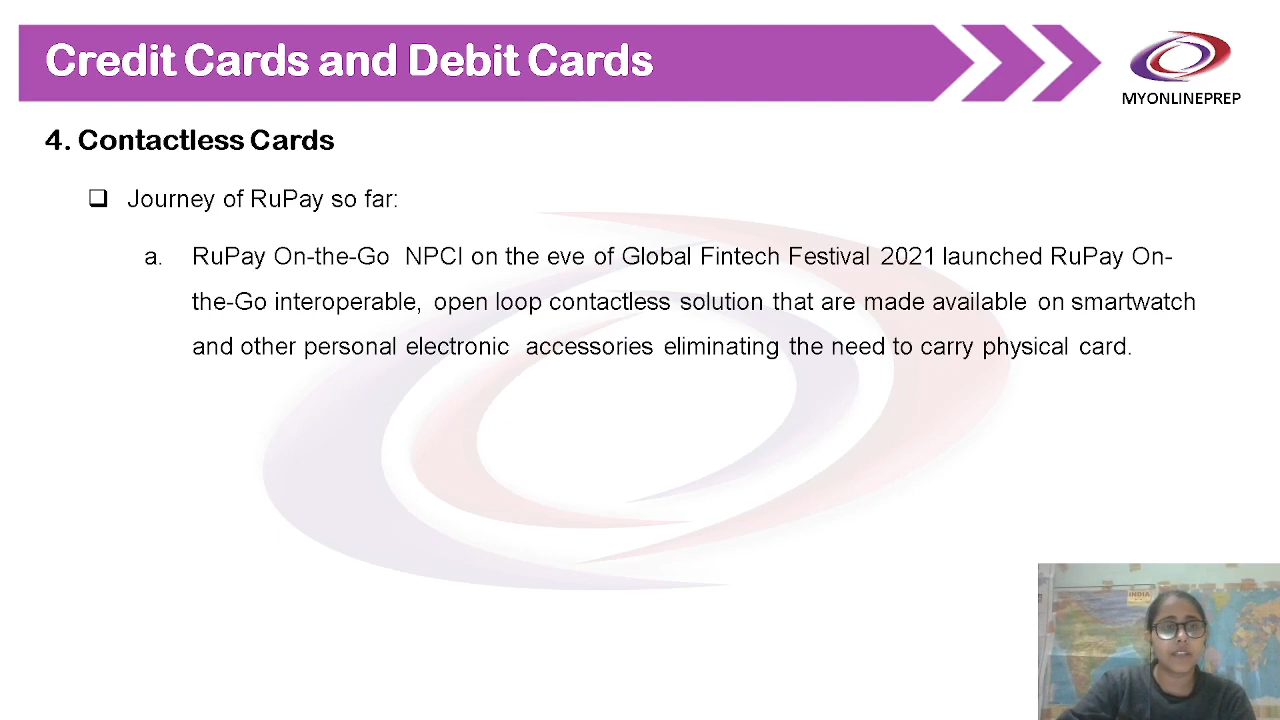 Credit Cards and Debit Cards
MYONLINEPREP
4. Contactless Cards
Journey of RuPay so far:
a. RuPay On-the-Go NPCI on the eve of Global Fintech Festival 2021 launched RuPay On-
the-Go interoperable, open loop contactless solution that are made available on smartwatch
and other personal electronic accessories eliminating the need to carry physical card.
INDIA